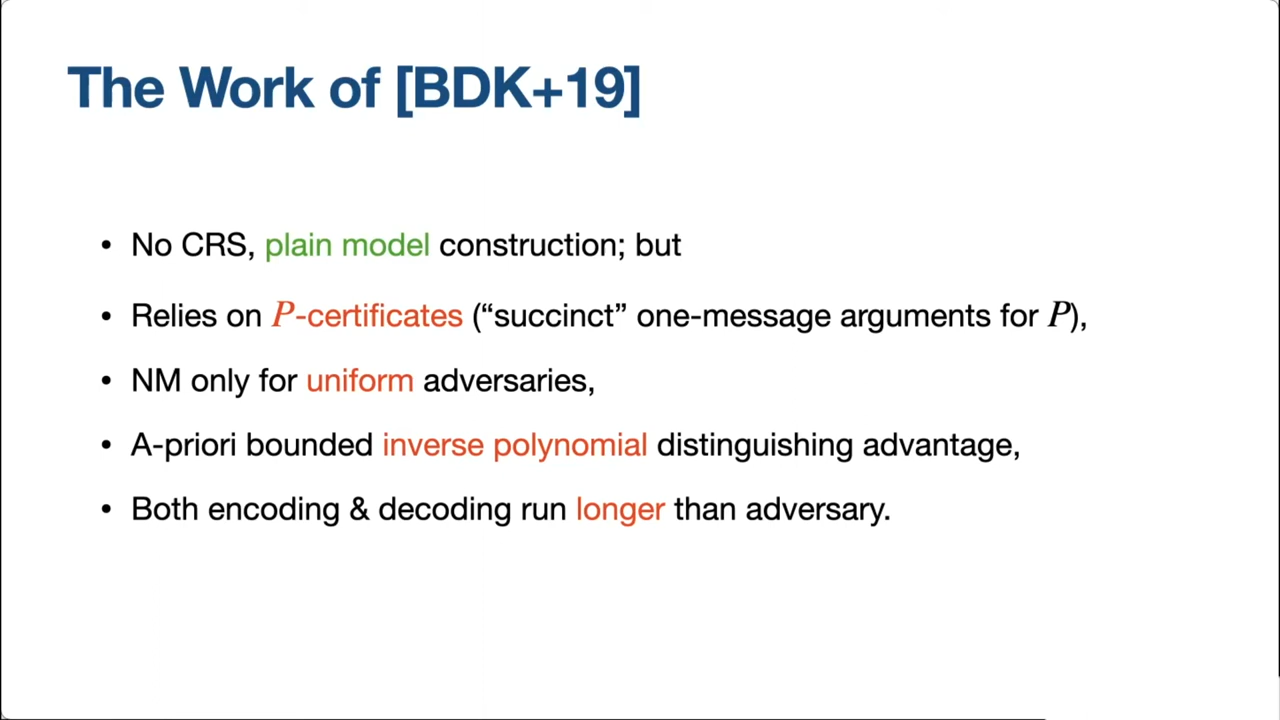 The Work of [BDK+19]
• No CRS, plain model construction; but
• Relies on P-certificates (“succinct” one-message arguments for P),
• NM only for uniform adversaries,
• A-priori bounded inverse polynomial distinguishing advantage,
• Both encoding & decoding run longer than adversary.